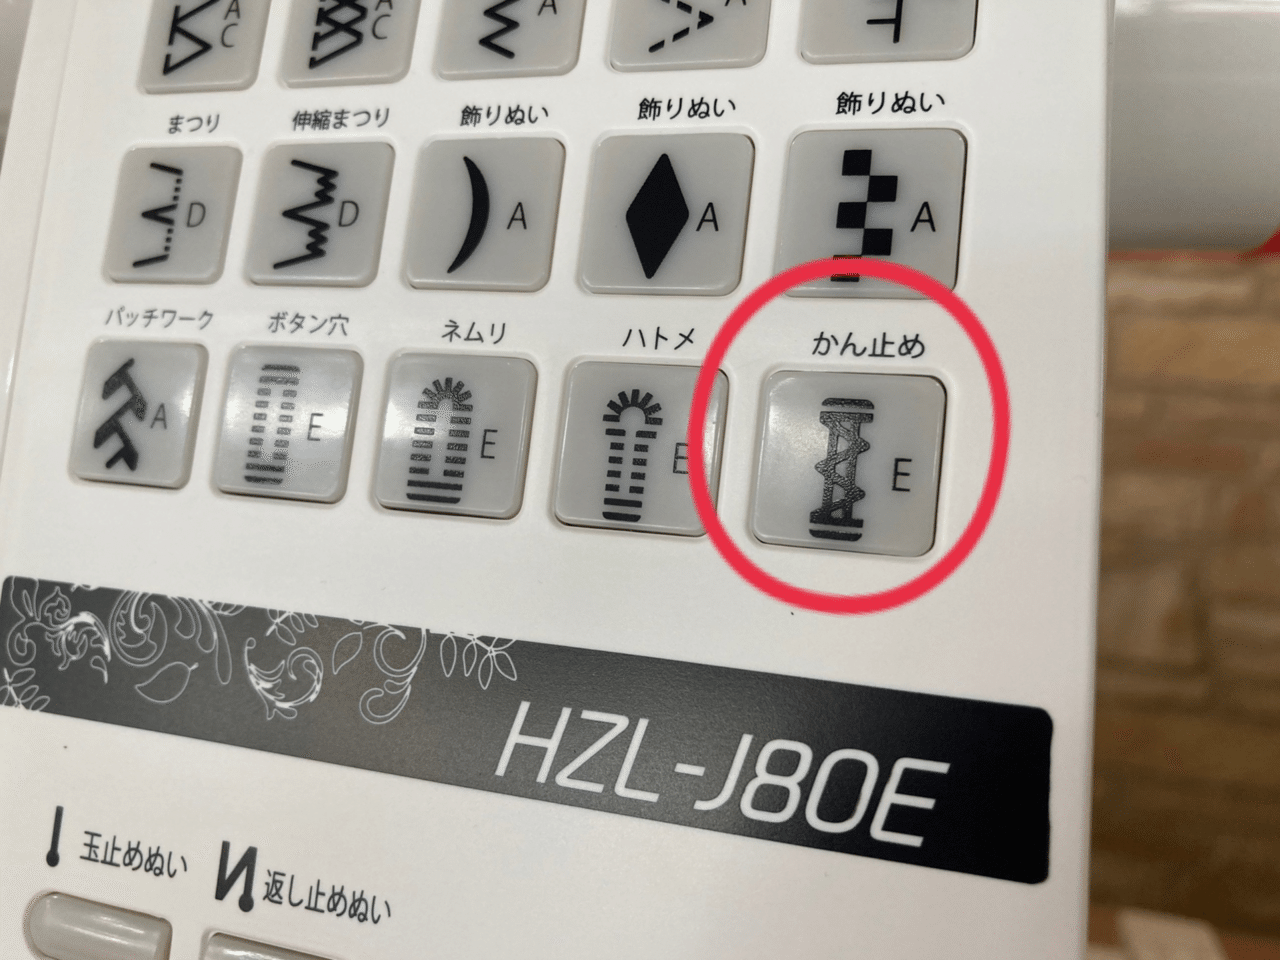 A
C
A
C
A
A
まつり
伸縮まつり
飾りぬい
飾りぬい
飾りぬい
D
D
A
A
A
パッチワーク
ボタン穴
ネムリ
ハトメ
かん止め
A
E
E
E
E
HZL-J80E
玉止めぬい
返し止めぬい